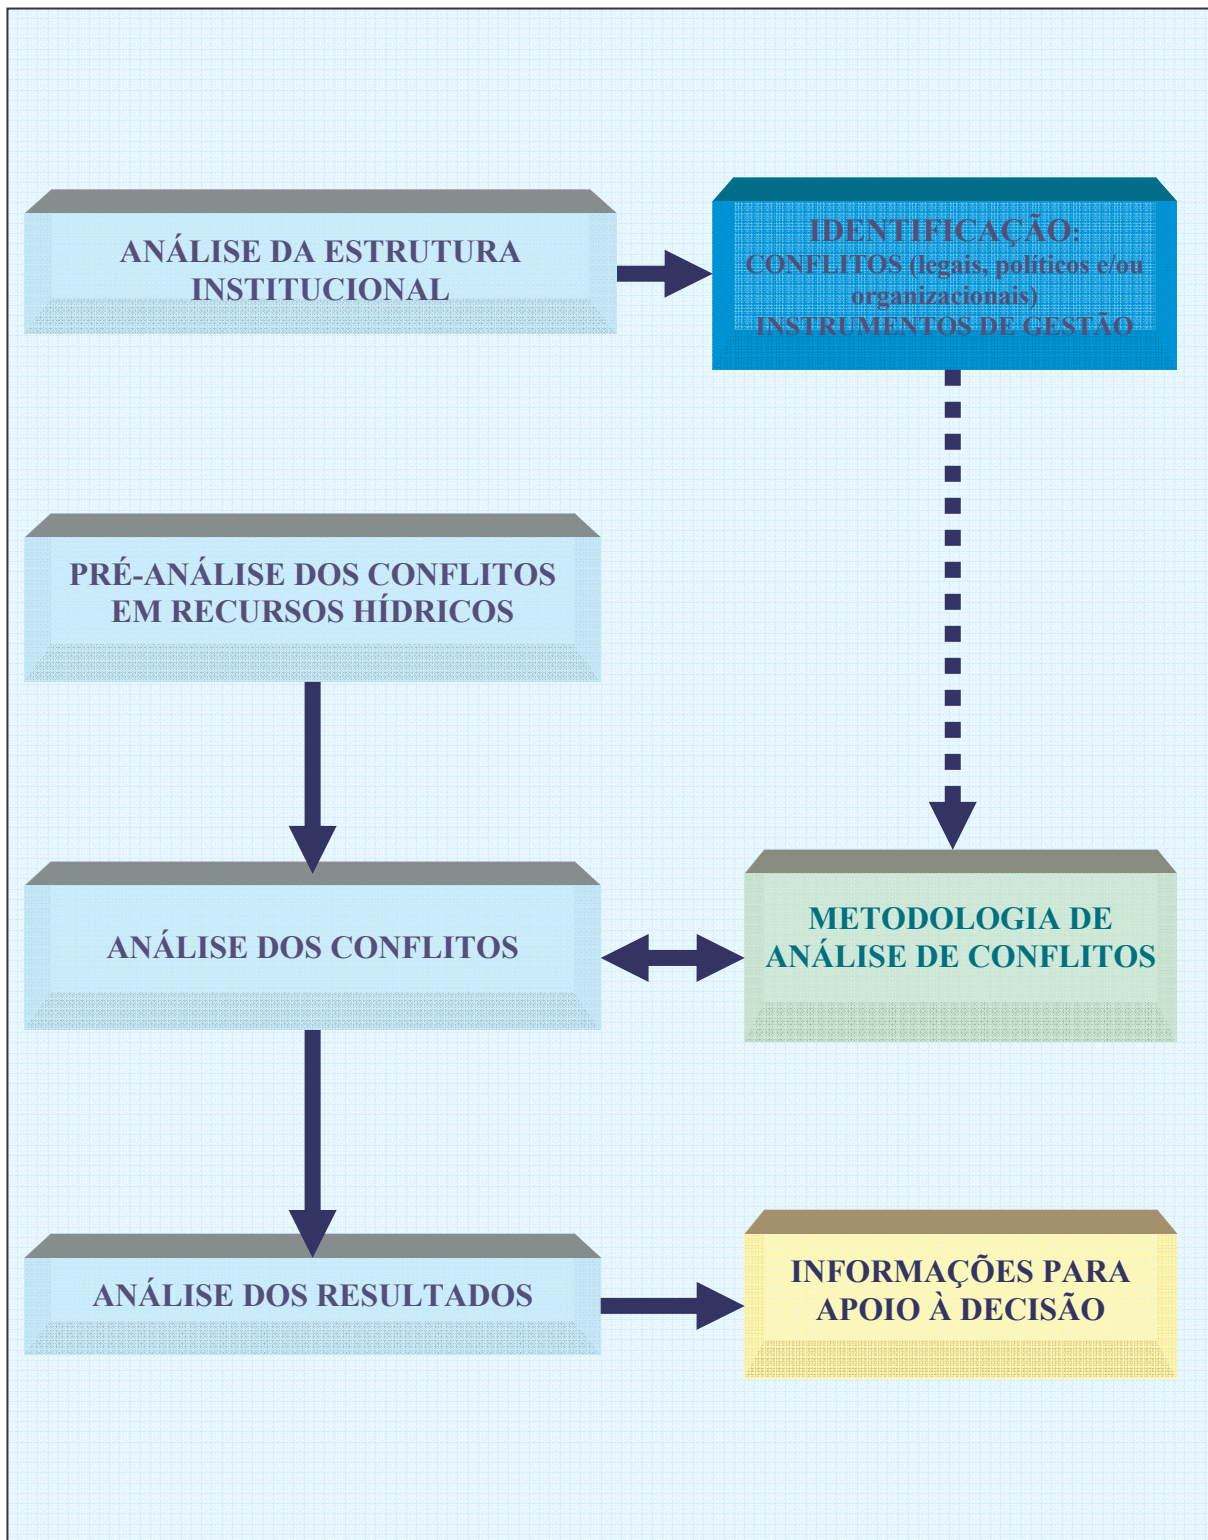 ANÁLISE DA ESTRUTURA
INSTITUCIONAL
IDENTIFICAÇÃO:
CONFLITOS (legais, políticos e/ou
organizacionais)
INSTRUMENTOS DE GESTÃO
PRÉ-ANÁLISE DOS CONFLITOS
EM RECURSOS HÍDRICOS
ANÁLISE DOS CONFLITOS
METODOLOGIA DE
ANÁLISE DE CONFLITOS
ANÁLISE DOS RESULTADOS
INFORMAÇÕES PARA
APOIO À DECISÃO